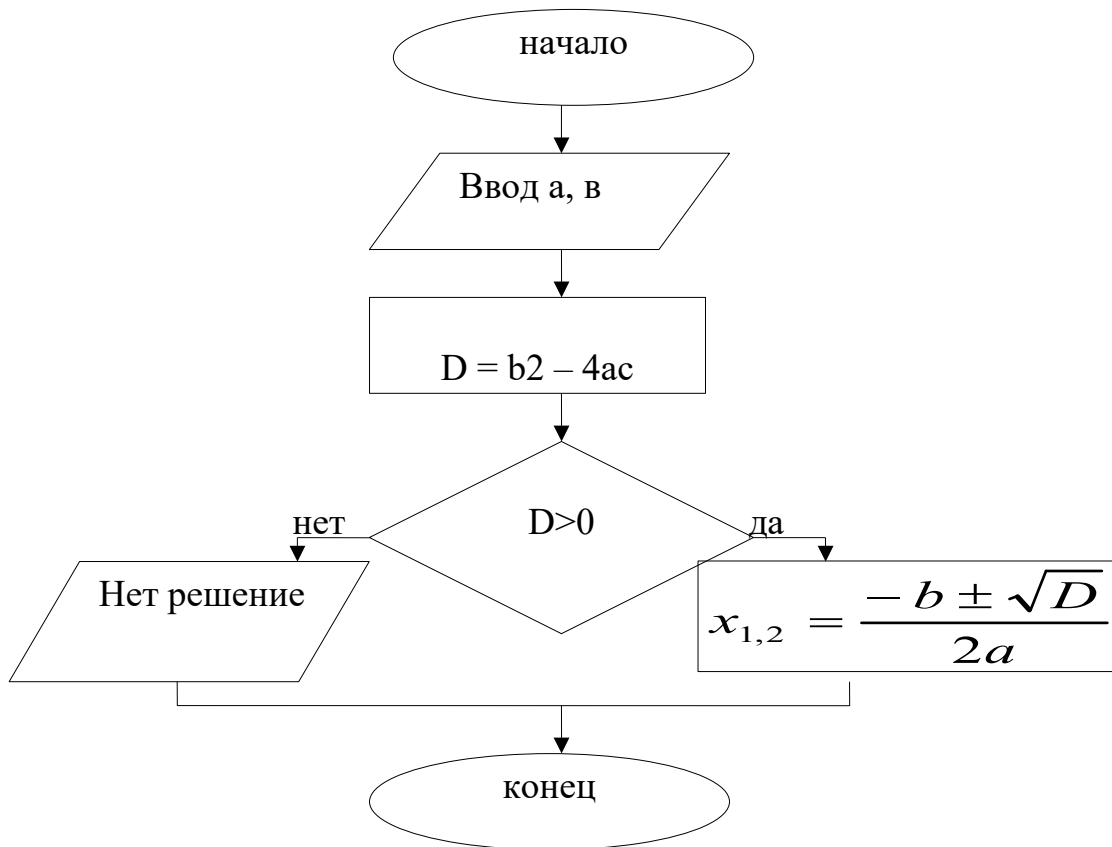 начало
Ввод а, в
D = b2 – 4ac
D>0
нет
да
Нет решение
x₁,₂ = (– b ± √D) / 2a
конец